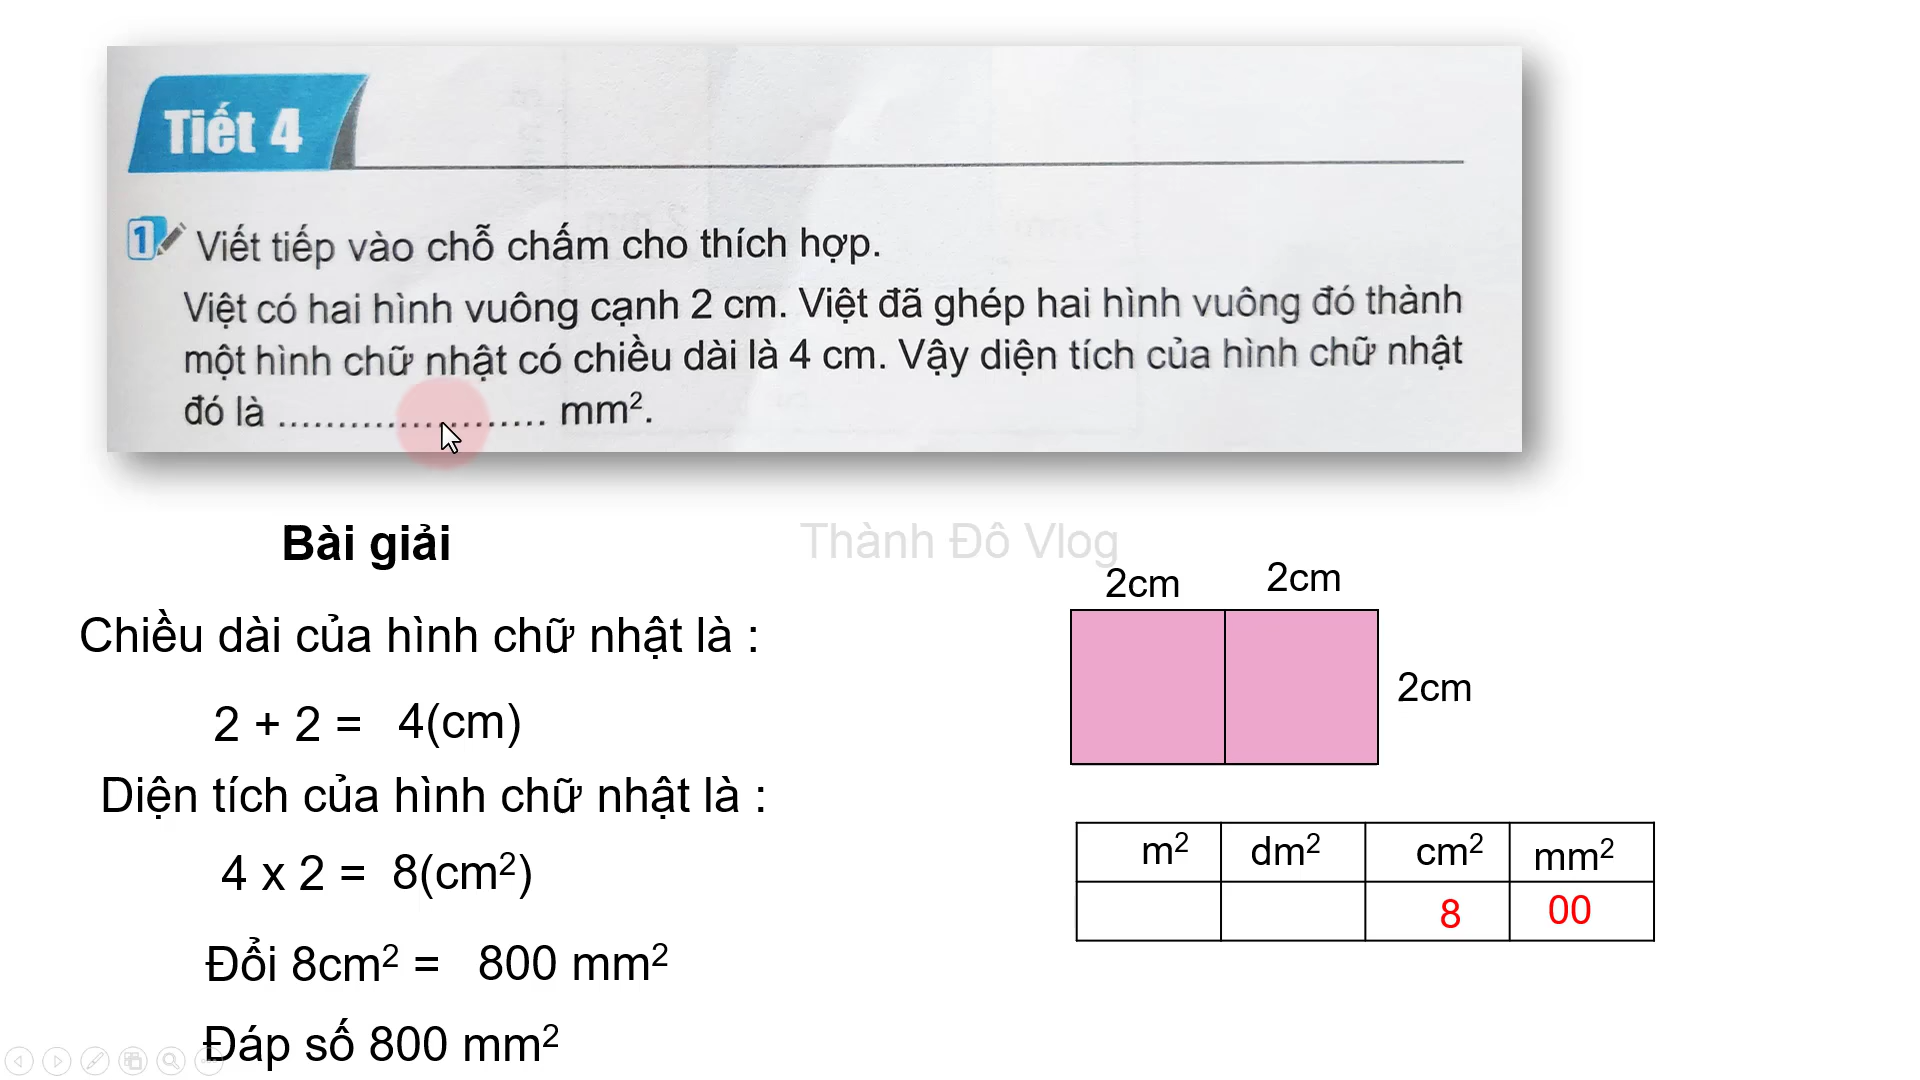 Tiết 4
1 Viết tiếp vào chỗ chấm cho thích hợp.
Việt có hai hình vuông cạnh 2 cm. Việt đã ghép hai hình vuông đó thành
một hình chữ nhật có chiều dài là 4 cm. Vậy diện tích của hình chữ nhật
đó là ...................... mm².
Bài giải
Thành Đô Vlog
Chiều dài của hình chữ nhật là :
2 + 2 = 4(cm)
Diện tích của hình chữ nhật là :
4 x 2 = 8(cm²)
Đổi 8cm² = 800 mm²
Đáp số 800 mm²
2cm 2cm
2cm
m² dm² cm² mm²
8 00